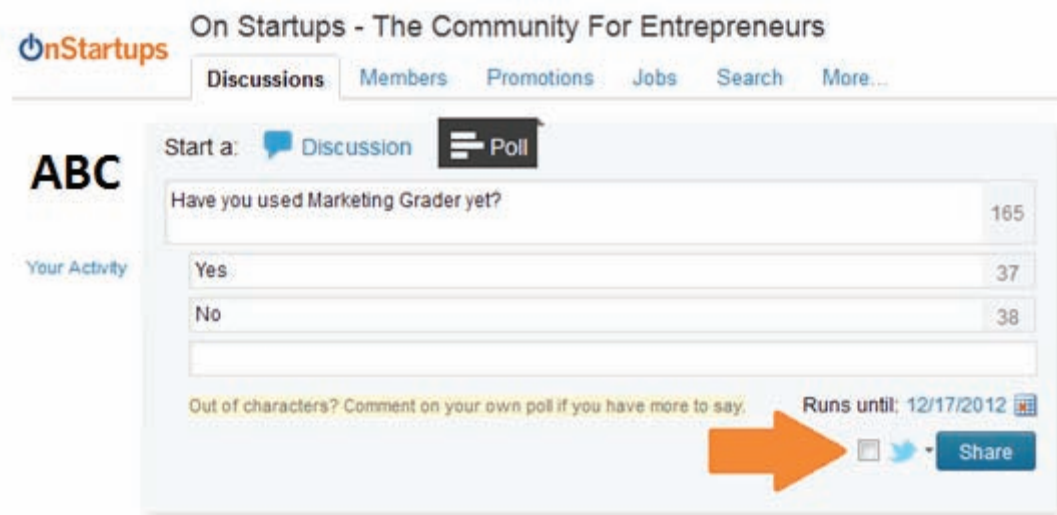 On Startups - The Community For Entrepreneurs
OnStartups
Discussions Members Promotions Jobs Search More...
ABC
Start a: Discussion Poll
Have you used Marketing Grader yet? 165
Your Activity
Yes 37
No 38
Out of characters? Comment on your own poll if you have more to say. Runs until: 12/17/2012
Share